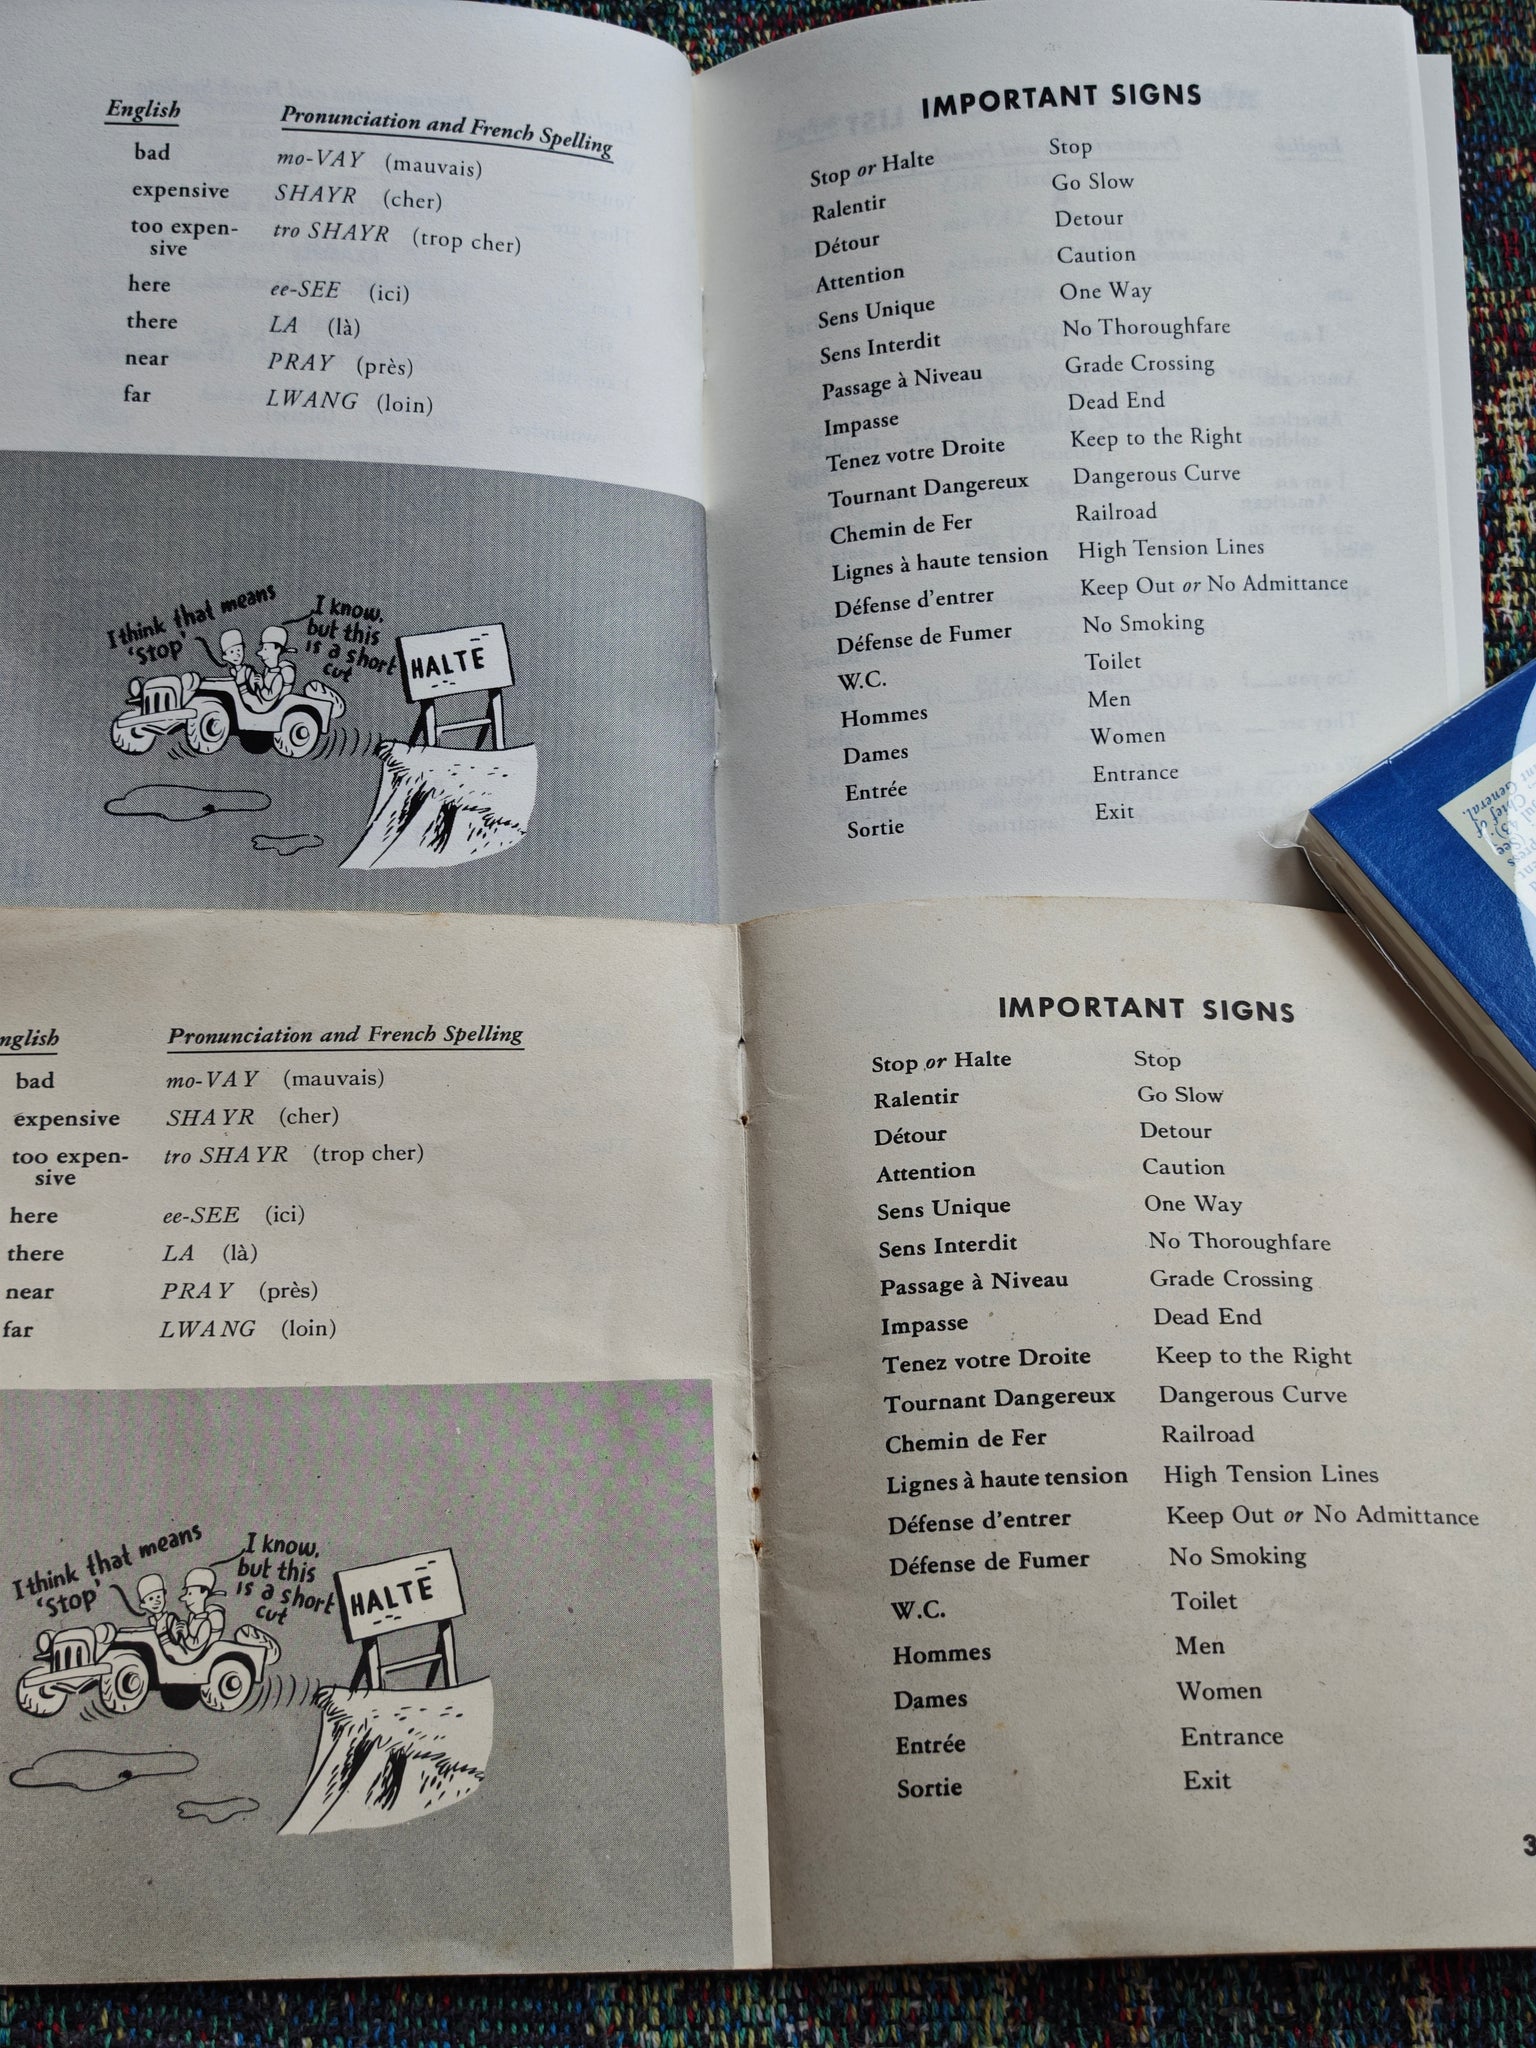 English Pronunciation and French Spelling
bad mo-VAY (mauvais)
expensive SHAYR (cher)
too expen- tro SHAYR (trop cher)
sive
here ee-SEE (ici)
there LA (là)
near PRAY (près)
far LWANG (loin)
I think that means
'Stop'
I know,
but this
is a short
cut
HALTE
IMPORTANT SIGNS
Stop or Halte Stop
Ralentir Go Slow
Détour Detour
Attention Caution
Sens Unique One Way
Sens Interdit No Thoroughfare
Passage à Niveau Grade Crossing
Impasse Dead End
Tenez votre Droite Keep to the Right
Tournant Dangereux Dangerous Curve
Chemin de Fer Railroad
Lignes à haute tension High Tension Lines
Défense d'entrer Keep Out or No Admittance
Défense de Fumer No Smoking
W.C. Toilet
Hommes Men
Dames Women
Entrée Entrance
Sortie Exit
nglish Pronunciation and French Spelling
bad mo-VAY (mauvais)
expensive SHAYR (cher)
too expen- tro SHAYR (trop cher)
sive
here ee-SEE (ici)
there LA (là)
near PRAY (près)
far LWANG (loin)
I think that means
'Stop'
I know,
but this
is a short
cut
HALTE
IMPORTANT SIGNS
Stop or Halte Stop
Ralentir Go Slow
Détour Detour
Attention Caution
Sens Unique One Way
Sens Interdit No Thoroughfare
Passage à Niveau Grade Crossing
Impasse Dead End
Tenez votre Droite Keep to the Right
Tournant Dangereux Dangerous Curve
Chemin de Fer Railroad
Lignes à haute tension High Tension Lines
Défense d'entrer Keep Out or No Admittance
Défense de Fumer No Smoking
W.C. Toilet
Hommes Men
Dames Women
Entrée Entrance
Sortie Exit
3
Chief of
General.